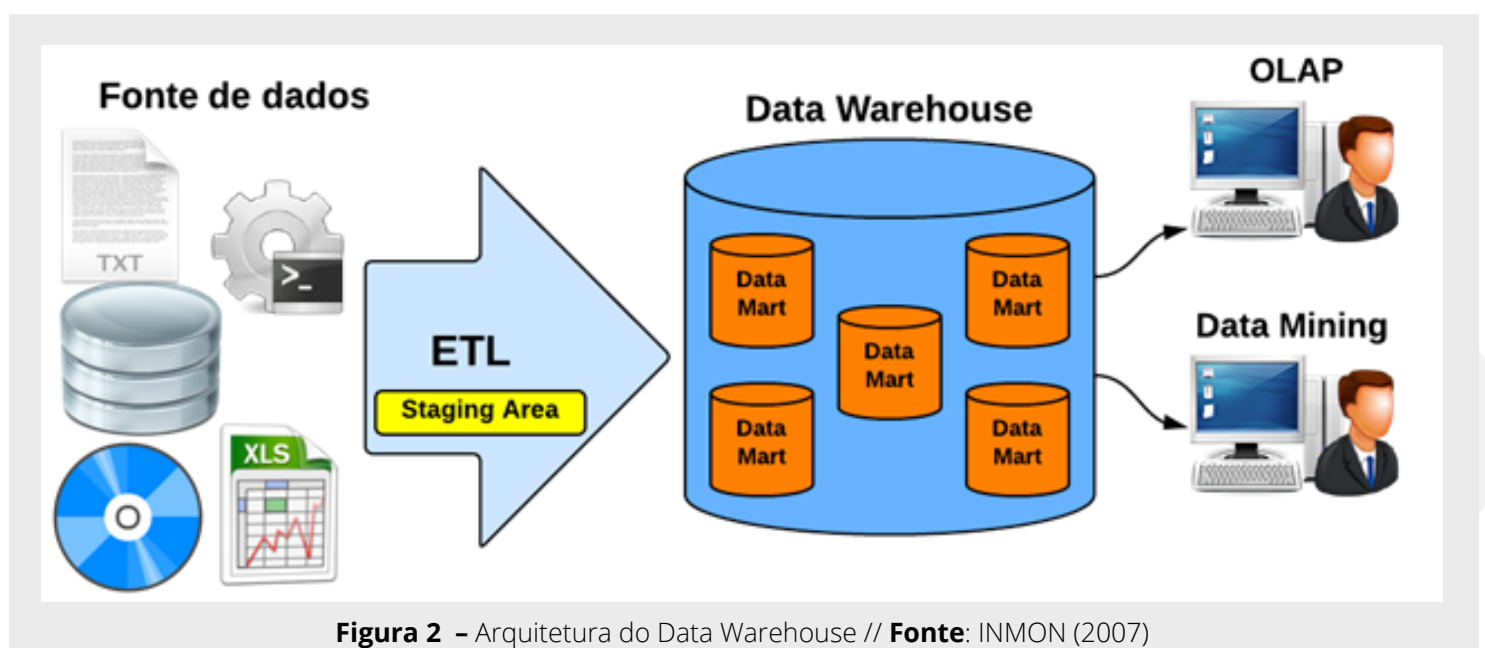 Fonte de dados
TXT
>_
XLS
ETL
Staging Area
Data Warehouse
Data
Mart
Data
Mart
Data
Mart
Data
Mart
Data
Mart
OLAP
Data Mining
Figura 2 – Arquitetura do Data Warehouse // Fonte: INMON (2007)